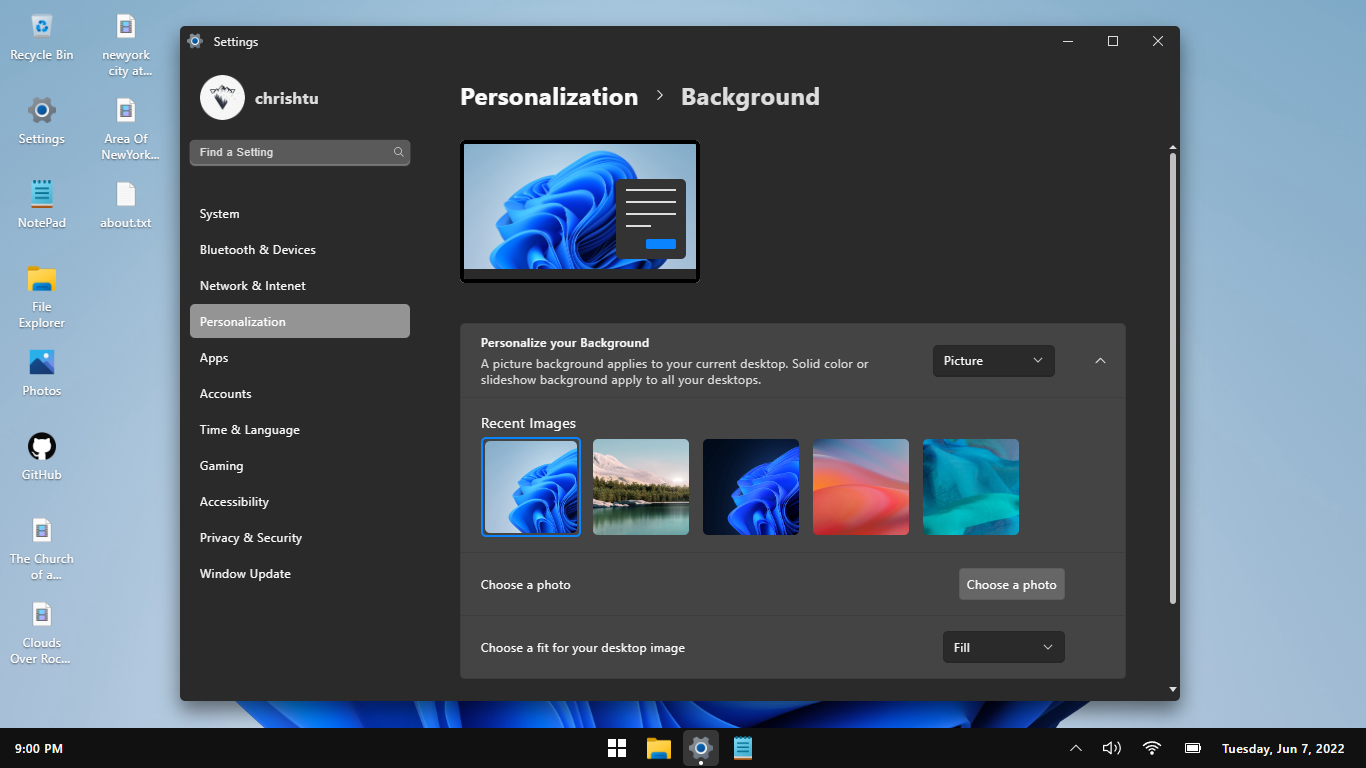 Recycle Bin
newyork
city at...
Settings
Area Of
NewYork...
NotePad
about.txt
File
Explorer
Photos
GitHub
The Church
of a...
Clouds
Over Roc...
Settings
chrishtu
Find a Setting
System
Bluetooth & Devices
Network & Intenet
Personalization
Apps
Accounts
Time & Language
Gaming
Accessibility
Privacy & Security
Window Update
Personalization > Background
Personalize your Background
A picture background applies to your current desktop. Solid color or
slideshow background apply to all your desktops.
Picture
Recent Images
Choose a photo
Choose a photo
Choose a fit for your desktop image
Fill
9:00 PM
Tuesday, Jun 7, 2022